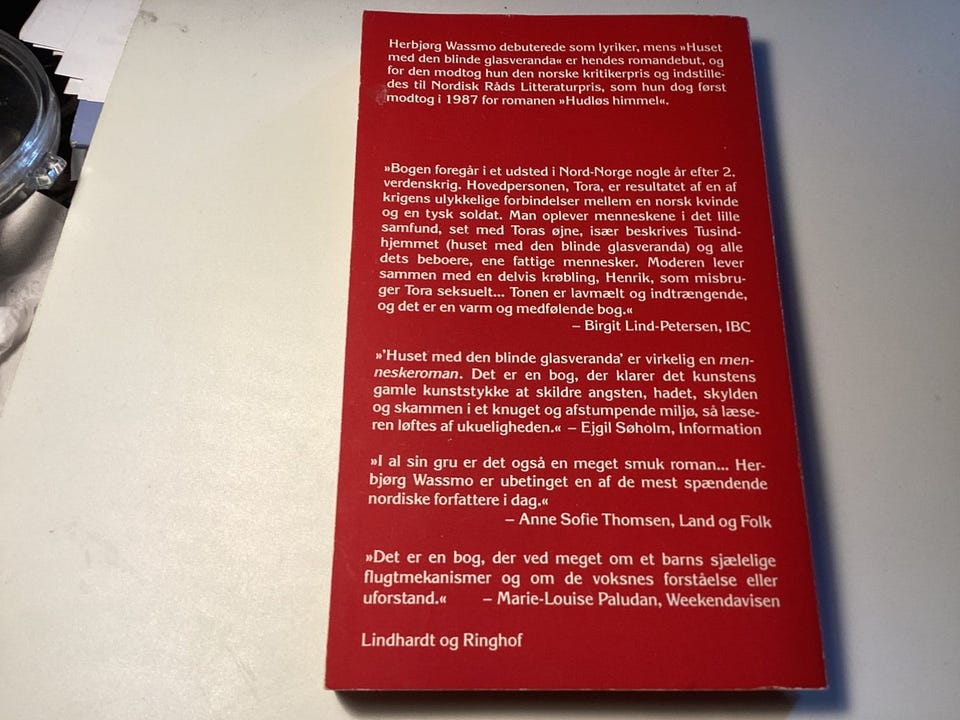 Herbjørg Wassmo debuterede som lyriker, mens »Huset
med den blinde glasveranda« er hendes romandebut, og
for den modtog hun den norske kritikerpris og indstille-
des til Nordisk Råds Litteraturpris, som hun dog først
modtog i 1987 for romanen »Hudløs himmel«.
»Bogen foregår i et udsted i Nord-Norge nogle år efter 2.
verdenskrig. Hovedpersonen, Tora, er resultatet af en af
krigens ulykkelige forbindelser mellem en norsk kvinde
og en tysk soldat. Man oplever menneskene i det lille
samfund, set med Toras øjne, især beskrives Tusind-
hjemmet (huset med den blinde glasveranda) og alle
dets beboere, ene fattige mennesker. Moderen lever
sammen med en delvis krøbling, Henrik, som misbru-
ger Tora seksuelt... Tonen er lavmælt og indtrængende,
og det er en varm og medfølende bog.«
– Birgit Lind-Petersen, IBC
»'Huset med den blinde glasveranda' er virkelig en men-
neskeroman. Det er en bog, der klarer det kunstens
gamle kunststykke at skildre angsten, hadet, skylden
og skammen i et knuget og afstumpende miljø, så læse-
ren løftes af ukueligheden.« – Ejgil Søholm, Information
»I al sin gru er det også en meget smuk roman... Her-
bjørg Wassmo er ubetinget en af de mest spændende
nordiske forfattere i dag.«
– Anne Sofie Thomsen, Land og Folk
»Det er en bog, der ved meget om et barns sjælelige
flugtmekanismer og om de voksnes forståelse eller
uforstand.« – Marie-Louise Paludan, Weekendavisen
Lindhardt og Ringhof